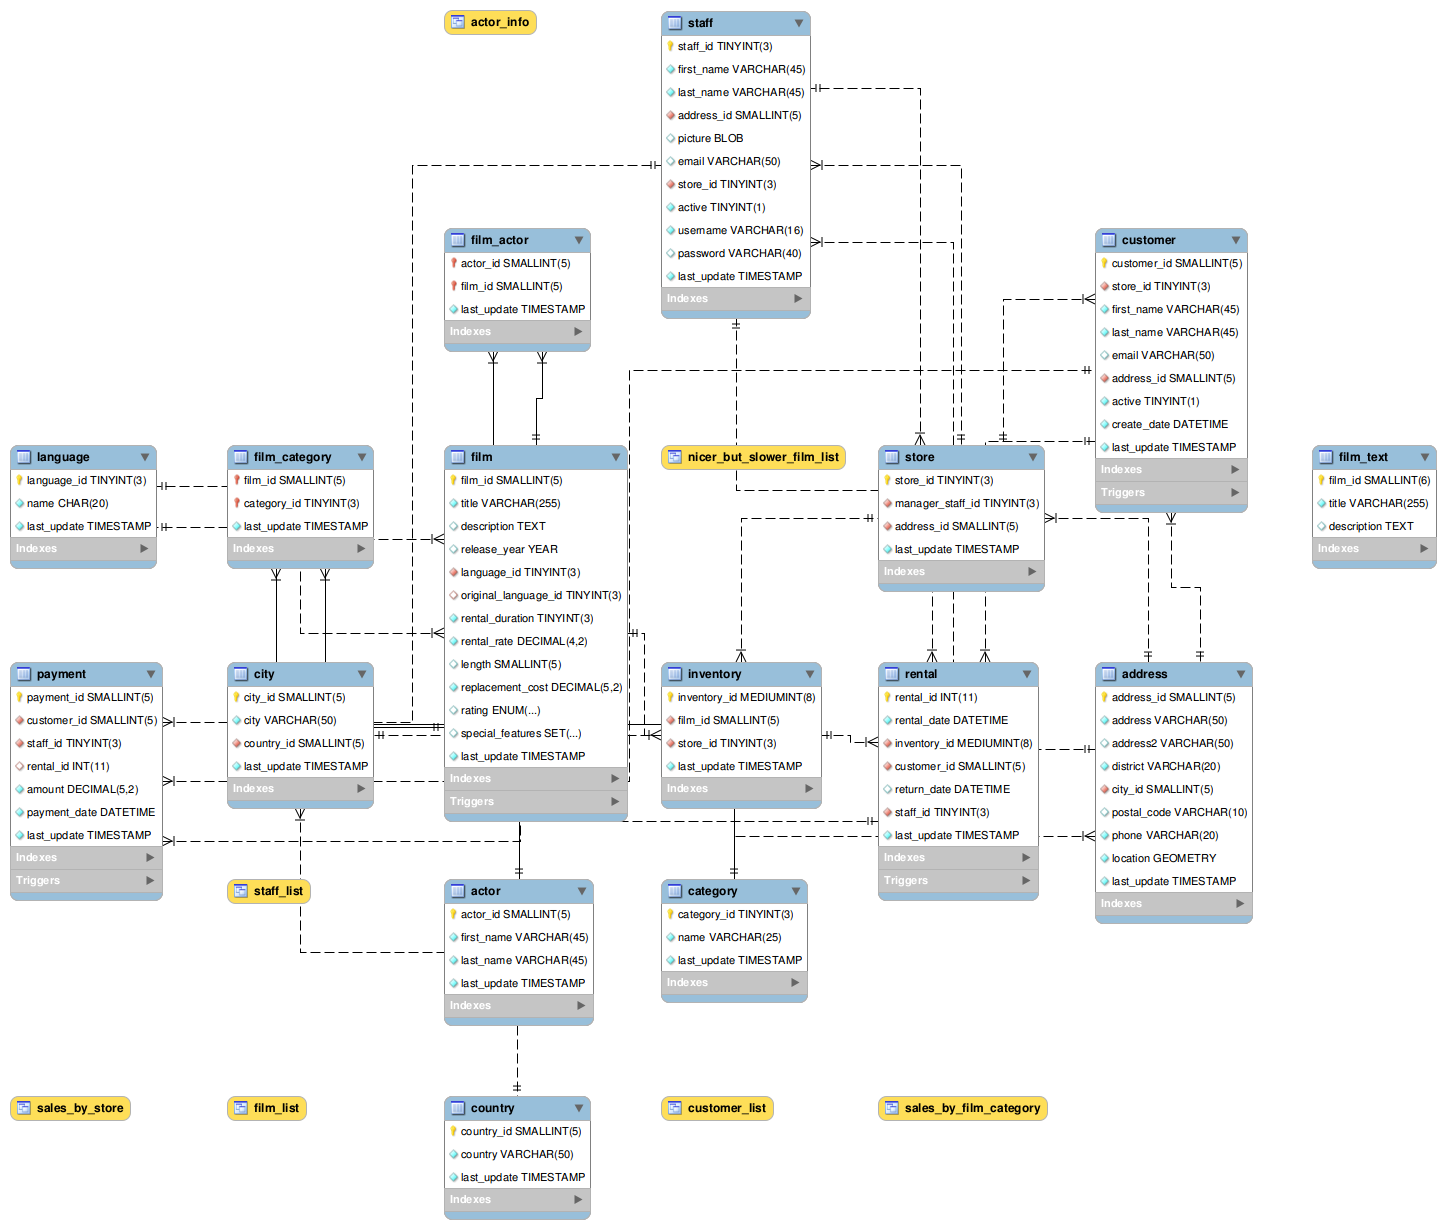 actor_info
staff
staff_id TINYINT(3)
first_name VARCHAR(45)
last_name VARCHAR(45)
address_id SMALLINT(5)
picture BLOB
email VARCHAR(50)
store_id TINYINT(3)
active TINYINT(1)
username VARCHAR(16)
password VARCHAR(40)
last_update TIMESTAMP
Indexes
film_actor
actor_id SMALLINT(5)
film_id SMALLINT(5)
last_update TIMESTAMP
Indexes
customer
customer_id SMALLINT(5)
store_id TINYINT(3)
first_name VARCHAR(45)
last_name VARCHAR(45)
email VARCHAR(50)
address_id SMALLINT(5)
active TINYINT(1)
create_date DATETIME
last_update TIMESTAMP
Indexes
Triggers
language
language_id TINYINT(3)
name CHAR(20)
last_update TIMESTAMP
Indexes
film_category
film_id SMALLINT(5)
category_id TINYINT(3)
last_update TIMESTAMP
Indexes
film
film_id SMALLINT(5)
title VARCHAR(255)
description TEXT
release_year YEAR
language_id TINYINT(3)
original_language_id TINYINT(3)
rental_duration TINYINT(3)
rental_rate DECIMAL(4,2)
length SMALLINT(5)
replacement_cost DECIMAL(5,2)
rating ENUM(...)
special_features SET(...)
last_update TIMESTAMP
Indexes
Triggers
nicer_but_slower_film_list
store
store_id TINYINT(3)
manager_staff_id TINYINT(3)
address_id SMALLINT(5)
last_update TIMESTAMP
Indexes
film_text
film_id SMALLINT(6)
title VARCHAR(255)
description TEXT
Indexes
payment
payment_id SMALLINT(5)
customer_id SMALLINT(5)
staff_id TINYINT(3)
rental_id INT(11)
amount DECIMAL(5,2)
payment_date DATETIME
last_update TIMESTAMP
Indexes
Triggers
city
city_id SMALLINT(5)
city VARCHAR(50)
country_id SMALLINT(5)
last_update TIMESTAMP
Indexes
inventory
inventory_id MEDIUMINT(8)
film_id SMALLINT(5)
store_id TINYINT(3)
last_update TIMESTAMP
Indexes
rental
rental_id INT(11)
rental_date DATETIME
inventory_id MEDIUMINT(8)
customer_id SMALLINT(5)
return_date DATETIME
staff_id TINYINT(3)
last_update TIMESTAMP
Indexes
Triggers
address
address_id SMALLINT(5)
address VARCHAR(50)
address2 VARCHAR(50)
district VARCHAR(20)
city_id SMALLINT(5)
postal_code VARCHAR(10)
phone VARCHAR(20)
location GEOMETRY
last_update TIMESTAMP
Indexes
staff_list
actor
actor_id SMALLINT(5)
first_name VARCHAR(45)
last_name VARCHAR(45)
last_update TIMESTAMP
Indexes
category
category_id TINYINT(3)
name VARCHAR(25)
last_update TIMESTAMP
Indexes
sales_by_store
film_list
country
country_id SMALLINT(5)
country VARCHAR(50)
last_update TIMESTAMP
Indexes
customer_list
sales_by_film_category